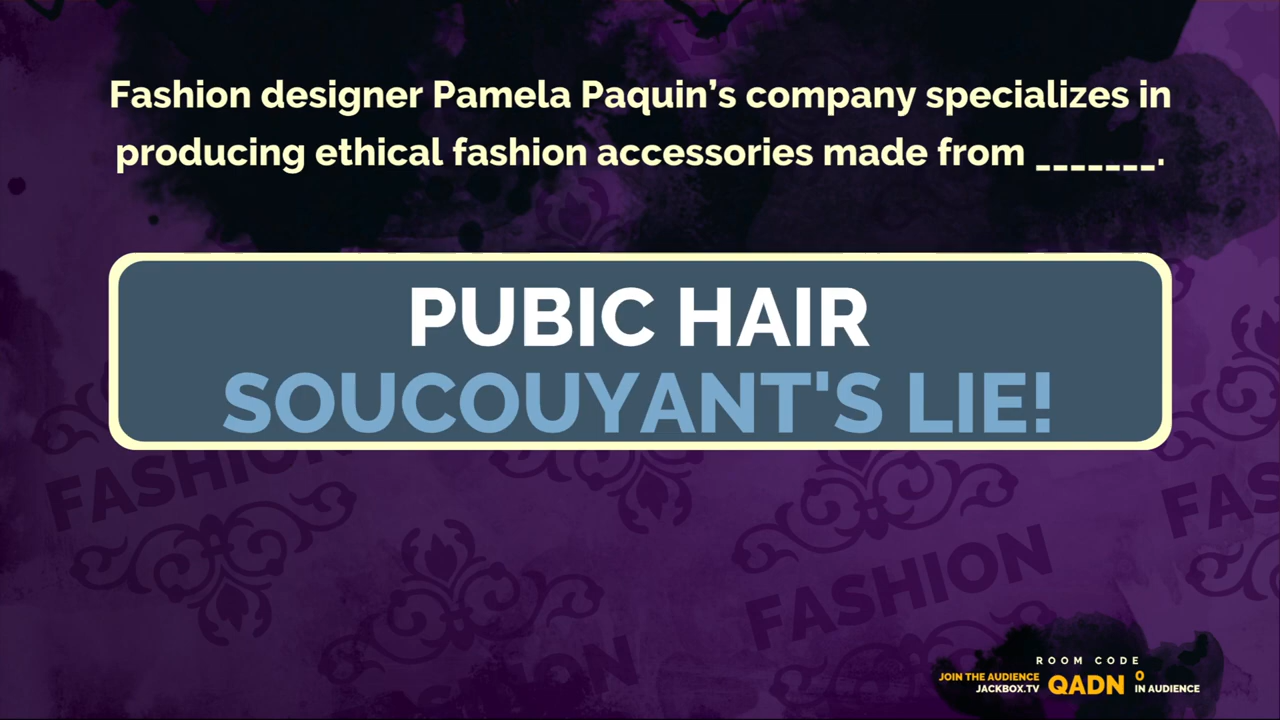 Fashion designer Pamela Paquin's company specializes in
producing ethical fashion accessories made from _______.
PUBIC HAIR
SOUCOUYANT'S LIE!
FASHION
FASHION
FASHION
ROOM CODE
JOIN THE AUDIENCE
JACKBOX.TV
QADN
0
IN AUDIENCE